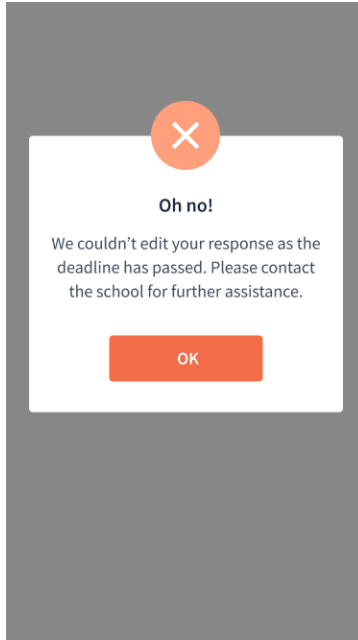 Oh no!
We couldn’t edit your response as the
deadline has passed. Please contact
the school for further assistance.
OK